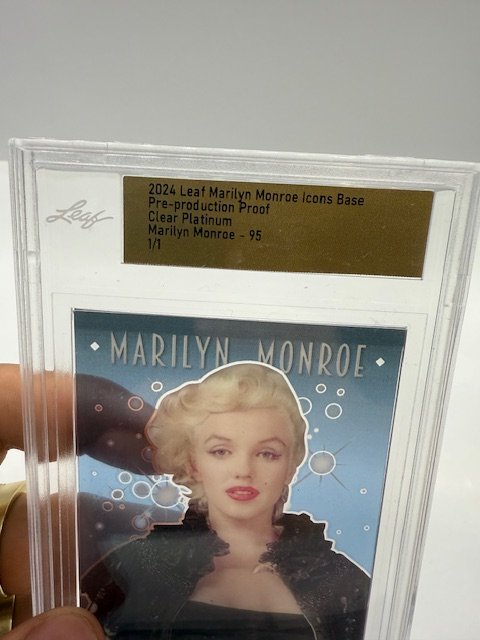 Leaf
2024 Leaf Marilyn Monroe Icons Base
Pre-production Proof
Clear Platinum
Marilyn Monroe - 95
1/1
MARILYN MONROE